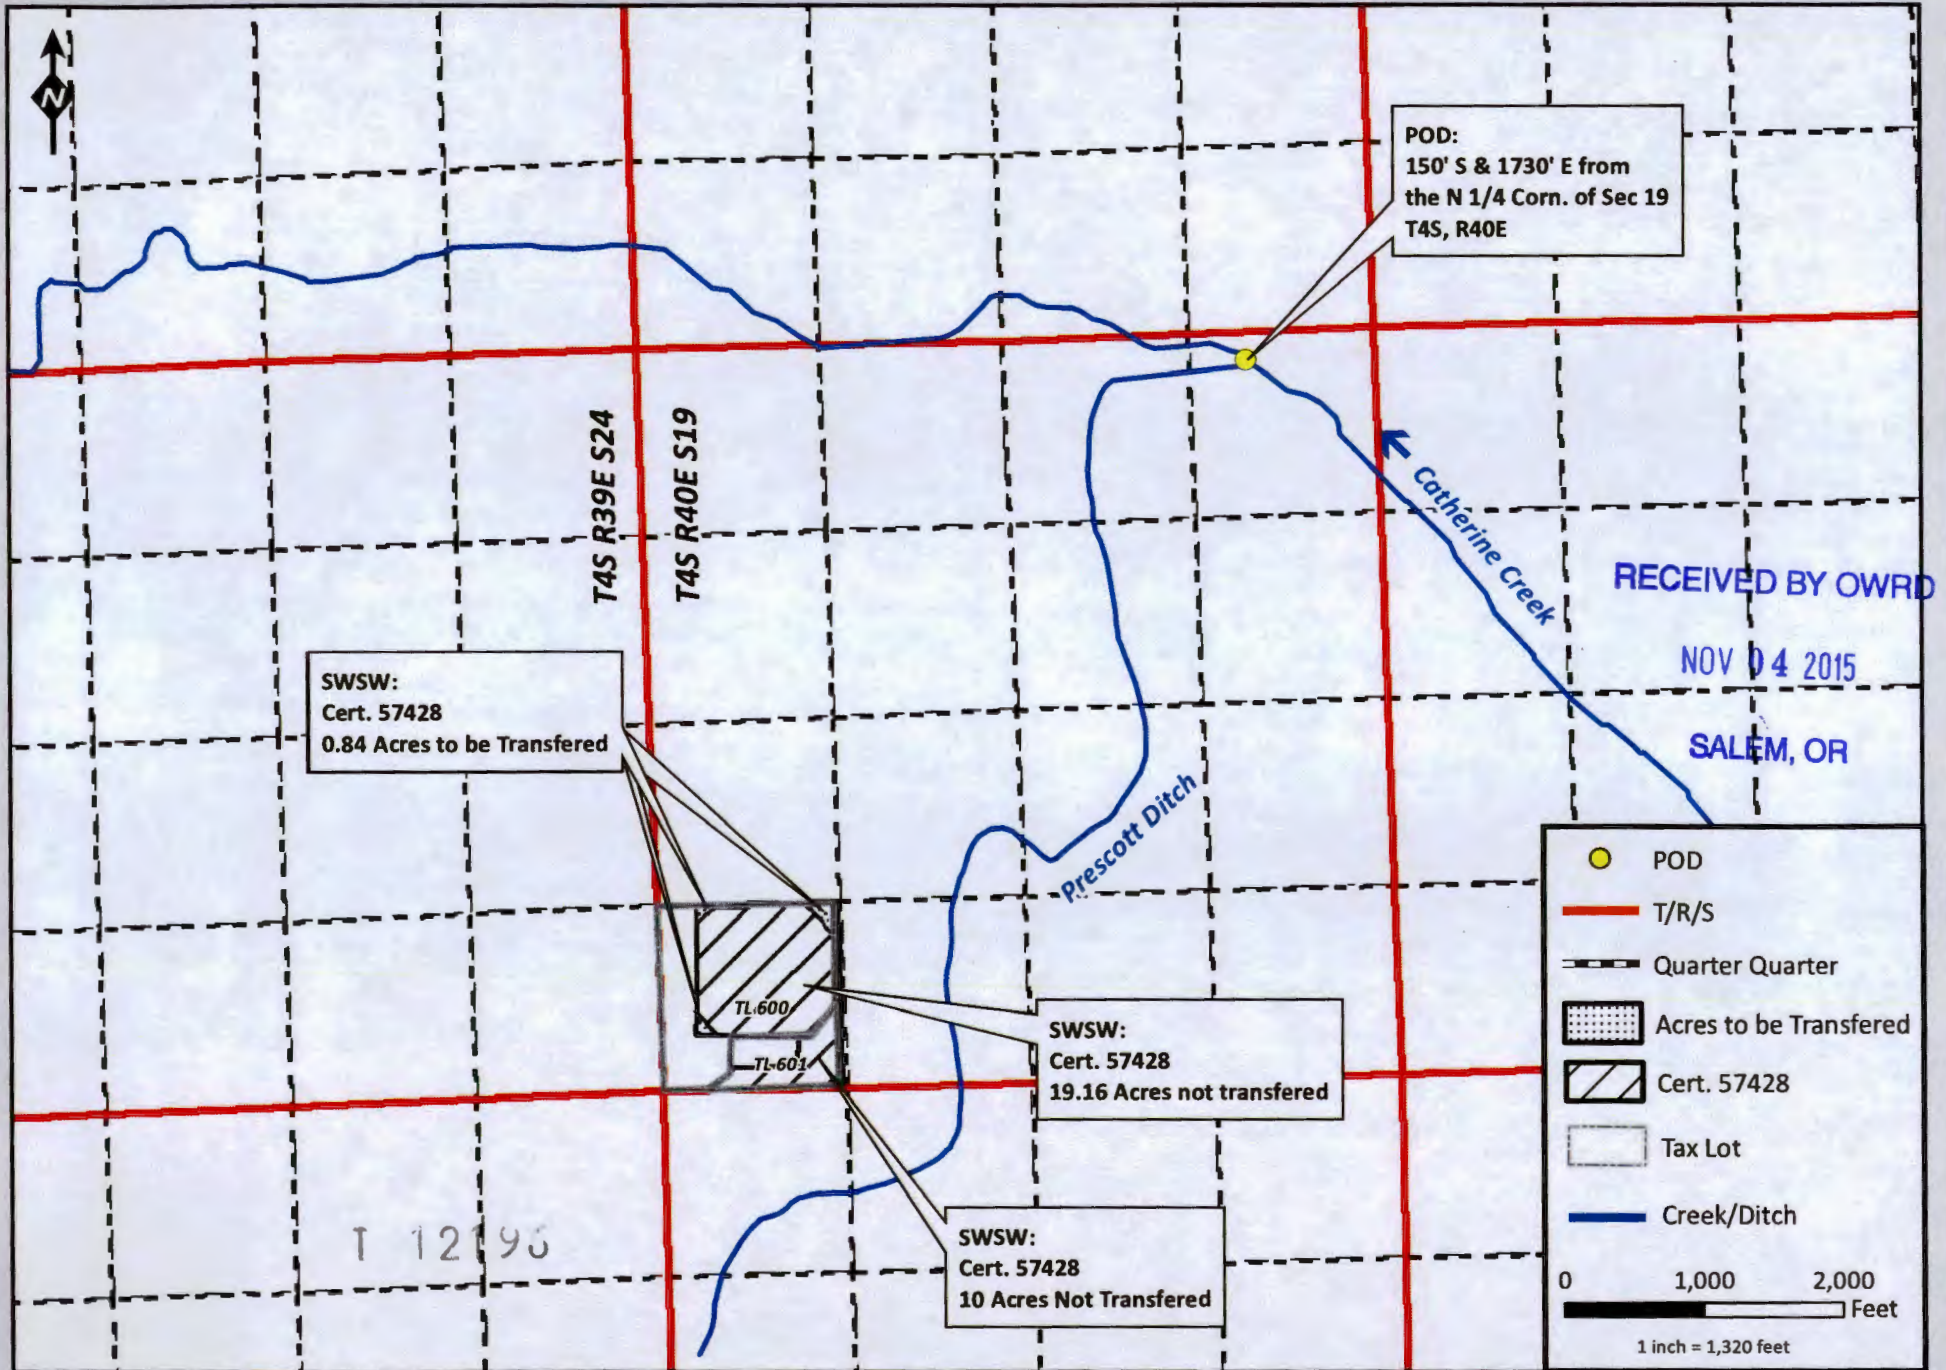 N
POD:
150' S & 1730' E from
the N 1/4 Corn. of Sec 19
T4S, R40E
T4S R39E S24
T4S R40E S19
Catherine Creek
RECEIVED BY OWRD
NOV 04 2015
SALEM, OR
SWSW:
Cert. 57428
0.84 Acres to be Transfered
Prescott Ditch
TL 600
TL 601
SWSW:
Cert. 57428
19.16 Acres not transfered
SWSW:
Cert. 57428
10 Acres Not Transfered
POD
T/R/S
Quarter Quarter
Acres to be Transfered
Cert. 57428
Tax Lot
Creek/Ditch
0 1,000 2,000
Feet
1 inch = 1,320 feet
T